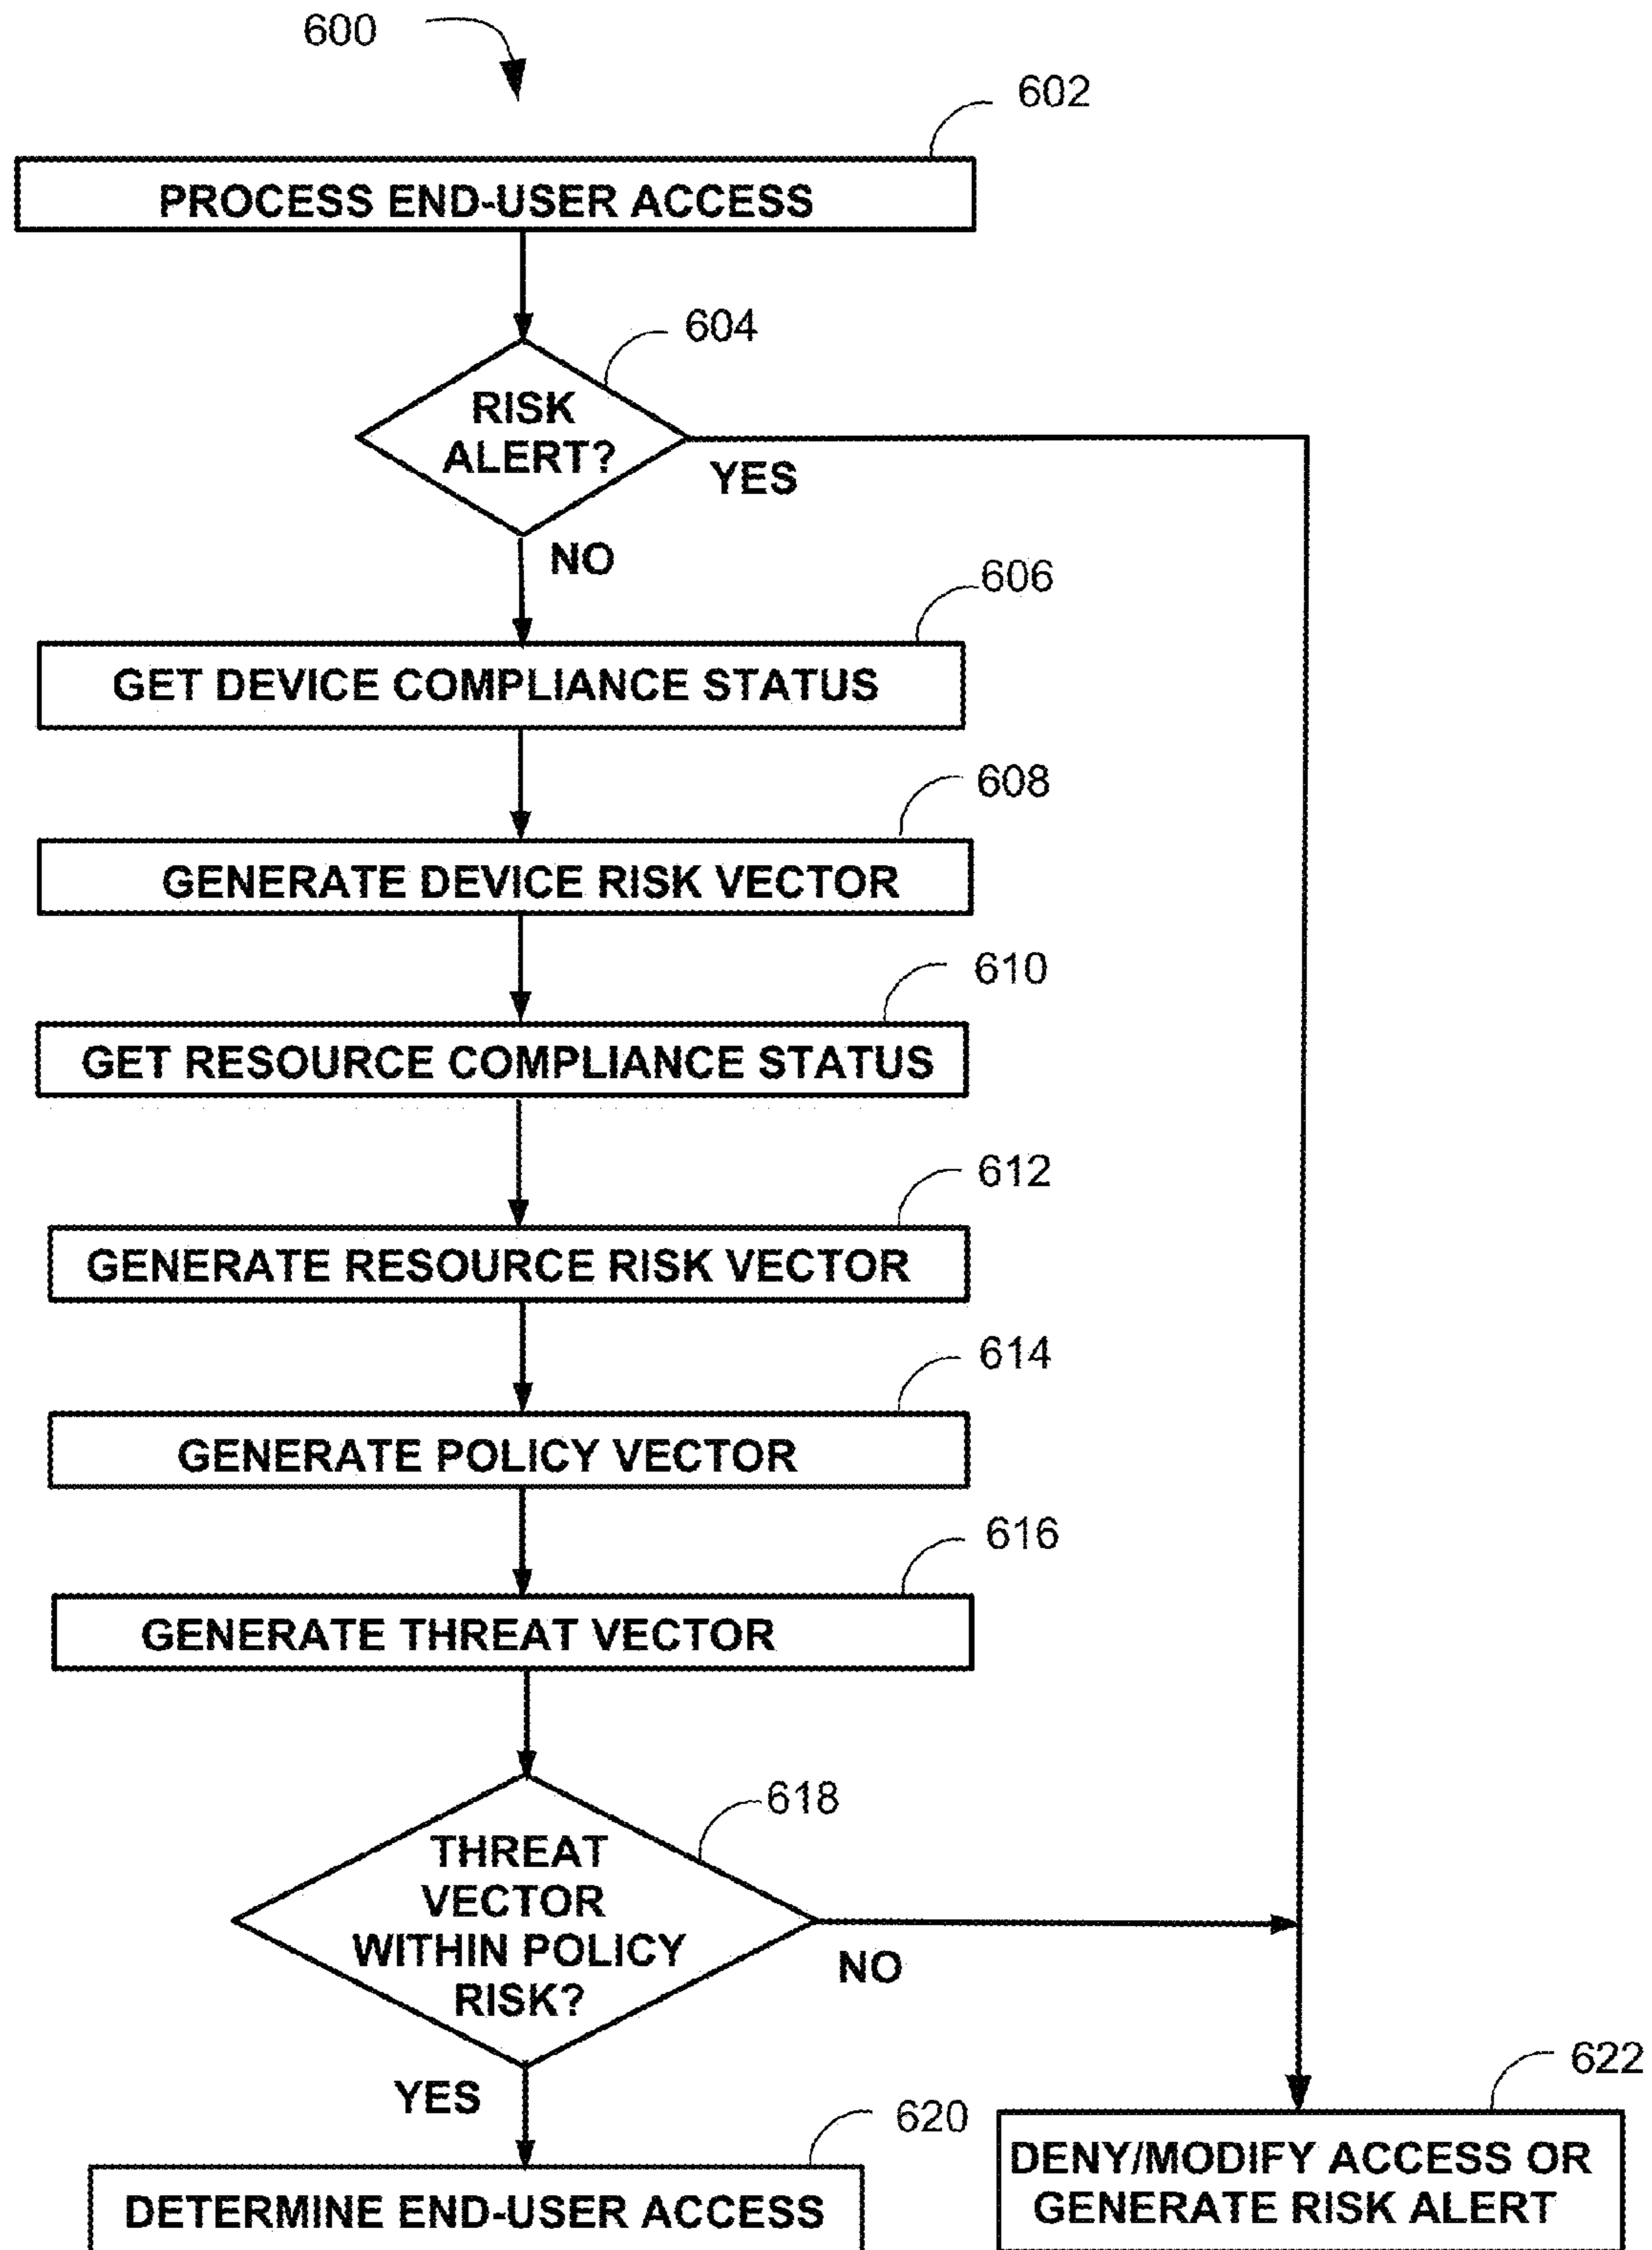 600
602
PROCESS END-USER ACCESS
604
RISK
ALERT?
YES
NO
606
GET DEVICE COMPLIANCE STATUS
608
GENERATE DEVICE RISK VECTOR
610
GET RESOURCE COMPLIANCE STATUS
612
GENERATE RESOURCE RISK VECTOR
614
GENERATE POLICY VECTOR
616
GENERATE THREAT VECTOR
618
THREAT
VECTOR
WITHIN POLICY
RISK?
NO
YES
620
DETERMINE END-USER ACCESS
622
DENY/MODIFY ACCESS OR
GENERATE RISK ALERT